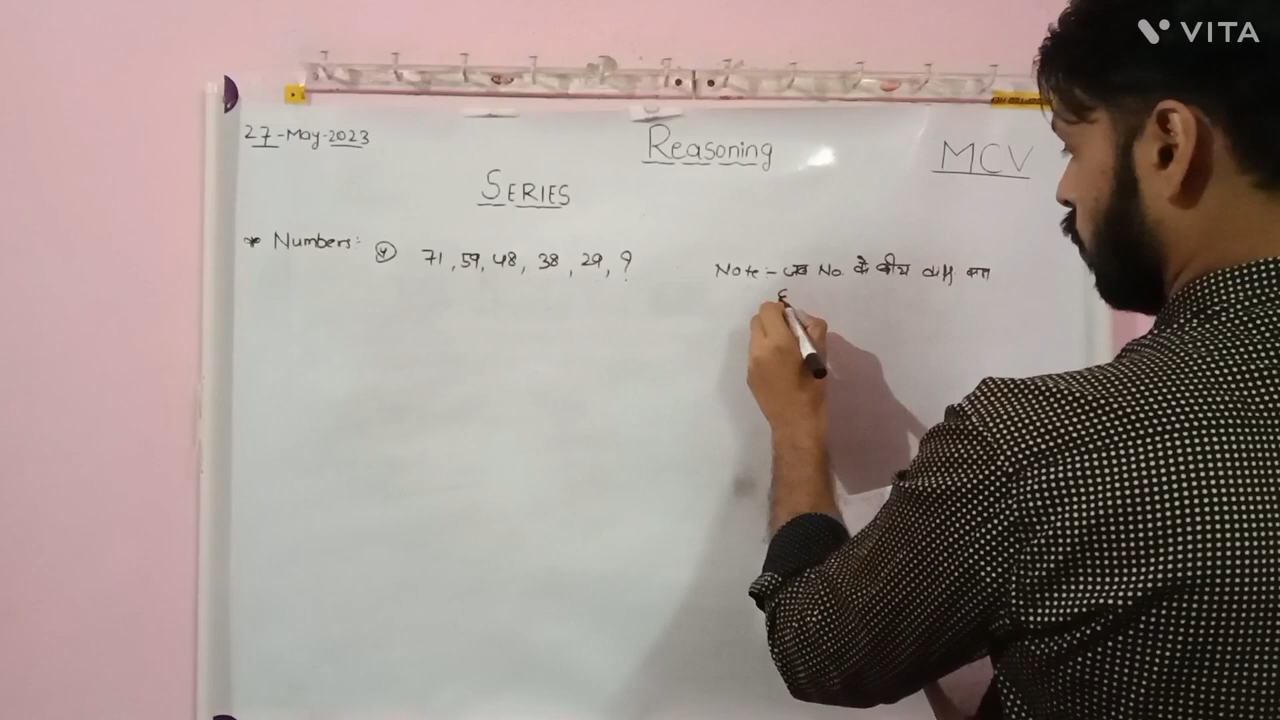 VITA
27-May-2023
Reasoning
MCV
SERIES
* Numbers: 4 71, 59, 48, 38, 29, ?
Note:- जब No. के बीच diff कम